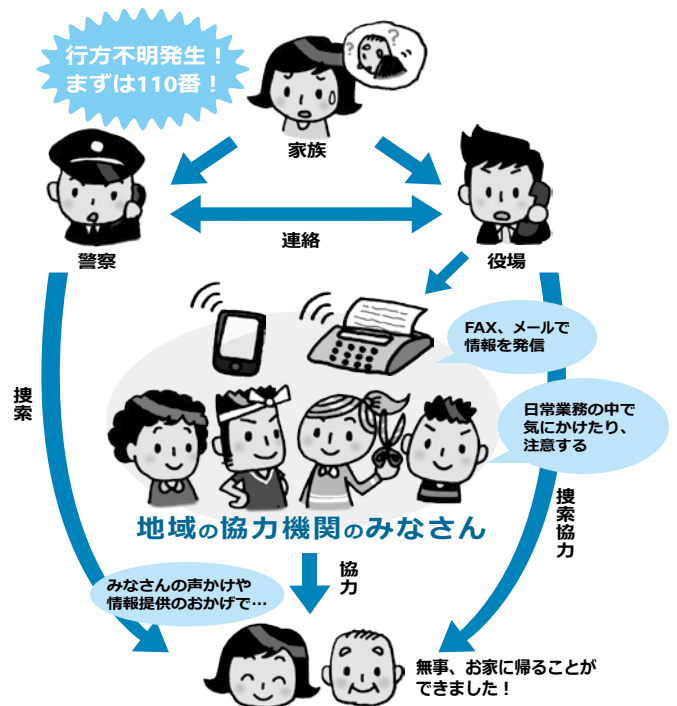 行方不明発生！
まずは110番！
？
？
家族
警察
連絡
役場
FAX、メールで
情報を発信
捜索
日常業務の中で
気にかけたり、
注意する
地域の協力機関のみなさん
捜索協力
協力
みなさんの声かけや
情報提供のおかげで…
無事、お家に帰ることが
できました！